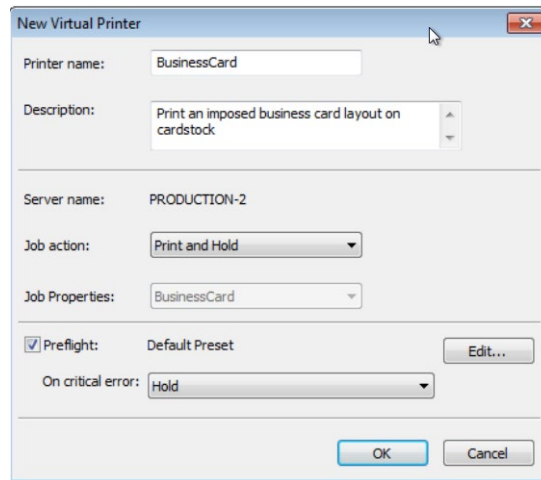 New Virtual Printer
Printer name: BusinessCard
Description: Print an imposed business card layout on
cardstock
Server name: PRODUCTION-2
Job action: Print and Hold
Job Properties: BusinessCard
Preflight: Default Preset Edit...
On critical error: Hold
OK Cancel